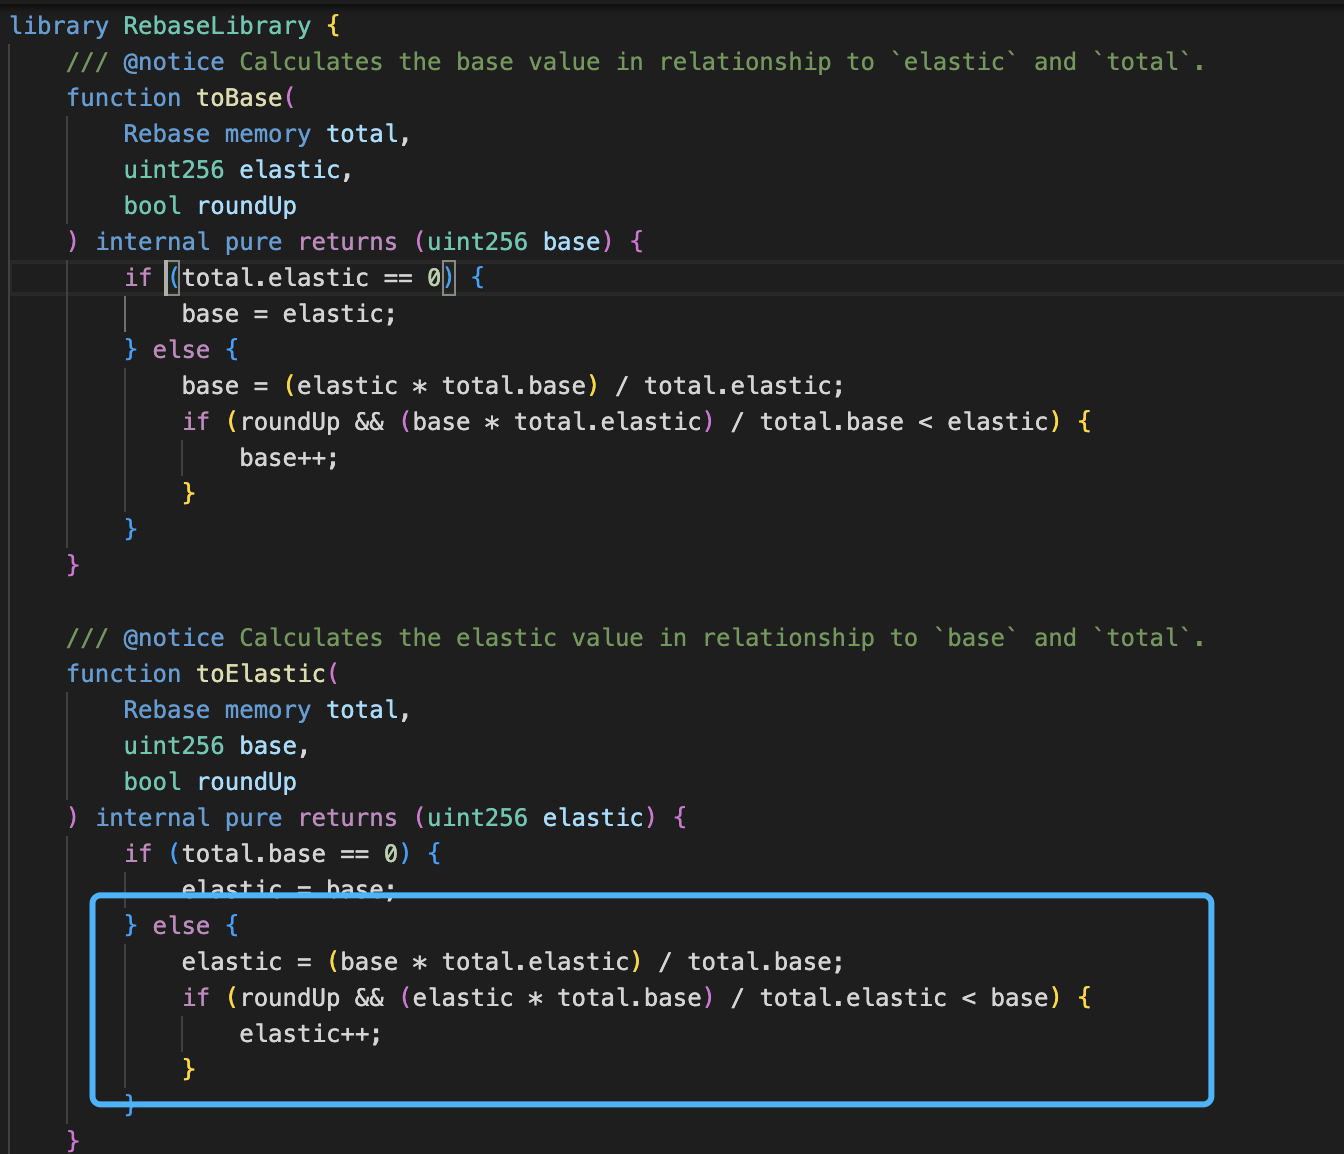 library RebaseLibrary {
    /// @notice Calculates the base value in relationship to `elastic` and `total`.
    function toBase(
        Rebase memory total,
        uint256 elastic,
        bool roundUp
    ) internal pure returns (uint256 base) {
        if (total.elastic == 0) {
            base = elastic;
        } else {
            base = (elastic * total.base) / total.elastic;
            if (roundUp && (base * total.elastic) / total.base < elastic) {
                base++;
            }
        }
    }

    /// @notice Calculates the elastic value in relationship to `base` and `total`.
    function toElastic(
        Rebase memory total,
        uint256 base,
        bool roundUp
    ) internal pure returns (uint256 elastic) {
        if (total.base == 0) {
            elastic = base;
        } else {
            elastic = (base * total.elastic) / total.base;
            if (roundUp && (elastic * total.base) / total.elastic < base) {
                elastic++;
            }
        }
    }